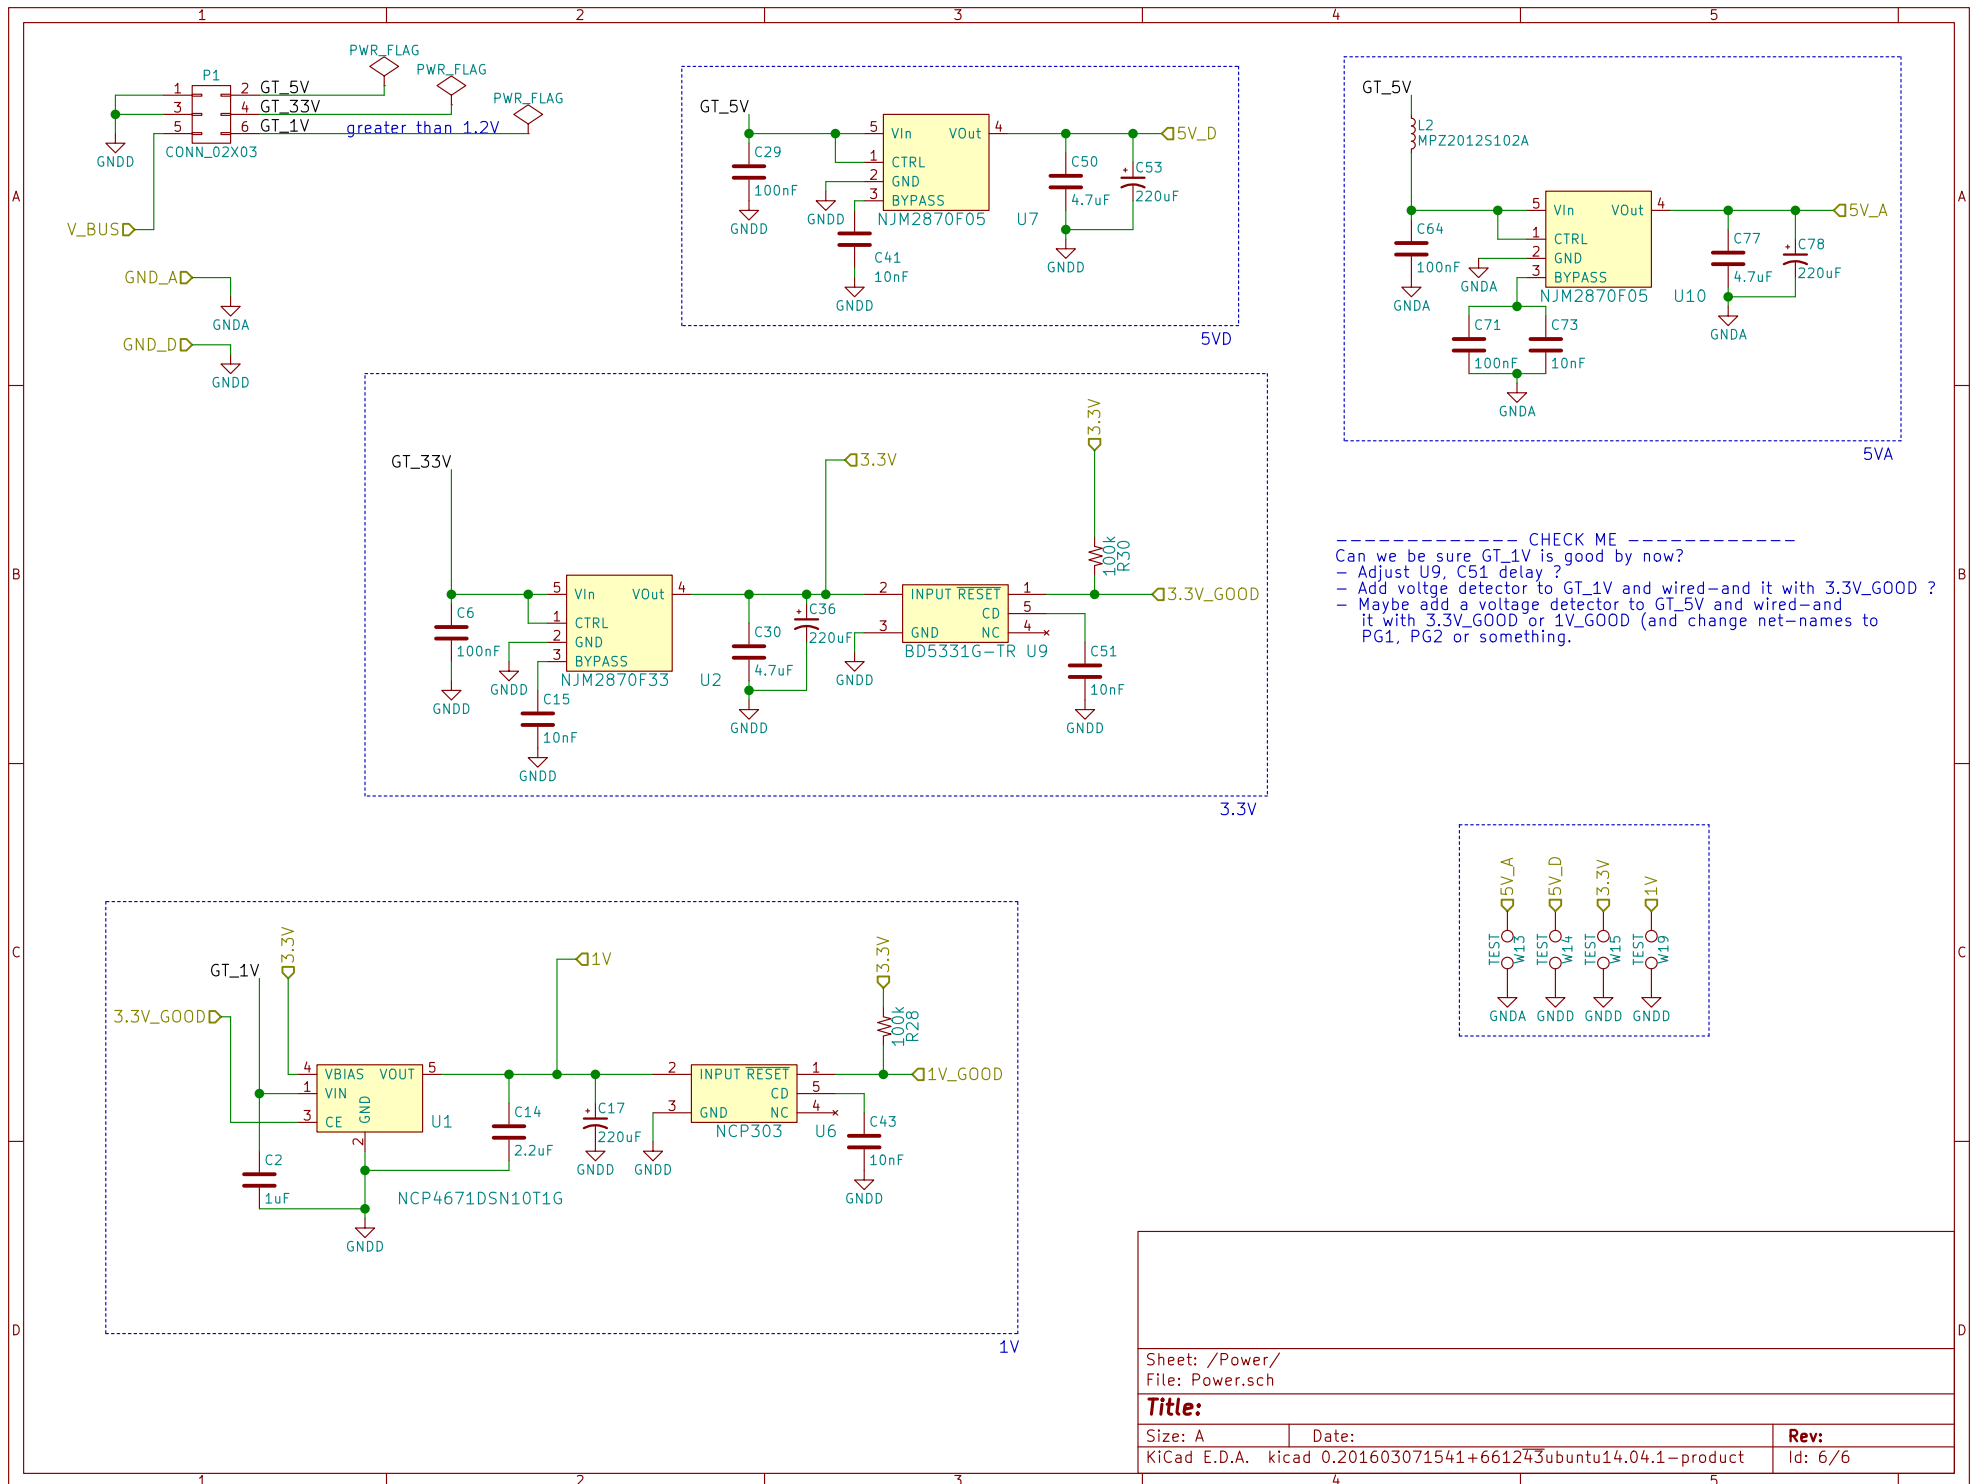 1 2 3 4 5
A
B
C
D
A
B
C
D
1 2 3 4 5
PWR_FLAG
PWR_FLAG
PWR_FLAG
P1
1 2 GT_5V
3 4 GT_33V
5 6 GT_1V greater than 1.2V
CONN_02X03
GNDD
V_BUS
GND_A
GNDA
GND_D
GNDD
GT_5V
C29
100nF
GNDD
5 VIn VOut 4
1 CTRL
2 GND
3 BYPASS
NJM2870F05 U7
GNDD
C41
10nF
GNDD
C50
4.7uF
C53
220uF
GNDD
5V_D
5VD
GT_5V
L2
MPZ2012S102A
C64
100nF
GNDA
5 VIn VOut 4
1 CTRL
2 GND
3 BYPASS
NJM2870F05 U10
GNDA
C71
100nF
C73
10nF
GNDA
C77
4.7uF
C78
220uF
GNDA
5V_A
5VA
GT_33V
C6
100nF
GNDD
5 VIn VOut 4
1 CTRL
2 GND
3 BYPASS
NJM2870F33 U2
GNDD
C15
10nF
GNDD
3.3V
C30
4.7uF
C36
220uF
GNDD
2 INPUT RESET 1
CD 5
3 GND NC 4
BD5331G-TR U9
GNDD
3.3V
100k
R30
3.3V_GOOD
C51
10nF
GNDD
3.3V
------------- CHECK ME ------------
Can we be sure GT_1V is good by now?
- Adjust U9, C51 delay ?
- Add voltge detector to GT_1V and wired-and it with 3.3V_GOOD ?
- Maybe add a voltage detector to GT_5V and wired-and
it with 3.3V_GOOD or 1V_GOOD (and change net-names to
PG1, PG2 or something.
5V_A
5V_D
3.3V
1V
TEST
W13
TEST
W14
TEST
W15
TEST
W19
GNDA GNDD GNDD GNDD
3.3V
GT_1V
3.3V_GOOD
4 VBIAS VOUT 5
1 VIN
3 CE
GND
2
U1
NCP4671DSN10T1G
C2
1uF
GNDD
1V
C14
2.2uF
C17
220uF
GNDD
2 INPUT RESET 1
CD 5
3 GND NC 4
NCP303 U6
GNDD
3.3V
100k
R28
1V_GOOD
C43
10nF
GNDD
1V
Sheet: /Power/
File: Power.sch
Title:
Size: A Date: Rev:
KiCad E.D.A. kicad 0.201603071541+661243ubuntu14.04.1-product Id: 6/6